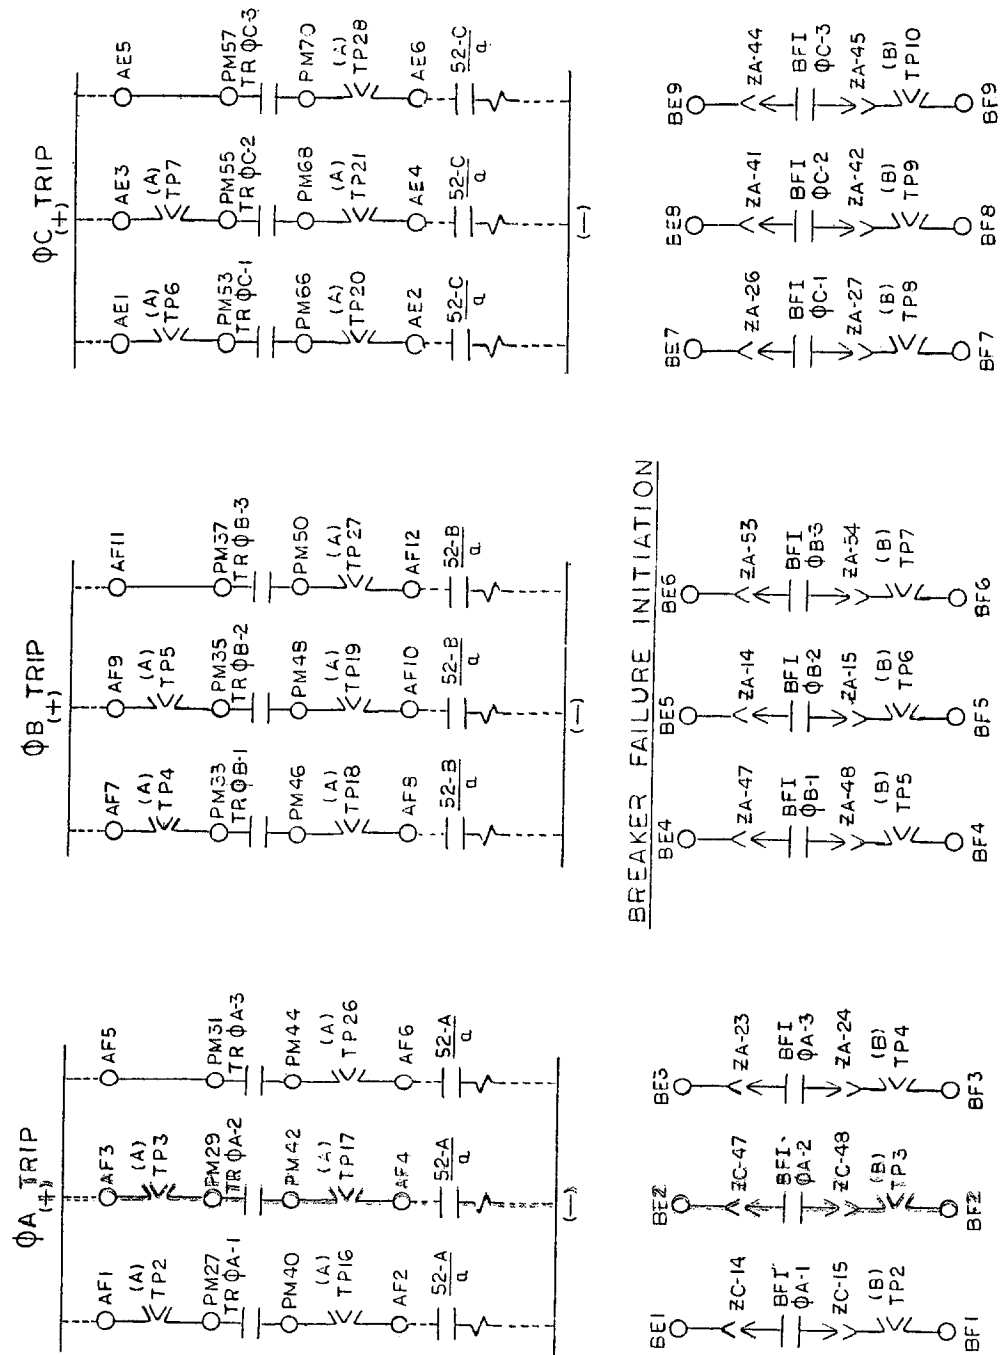 ΦA TRIP
(+)
AF1
(A)
TP2
PM27
TR ΦA-1
PM40
(A)
TP16
AF2
52-A
a
AF3
(A)
TP3
PM29
TR ΦA-2
PM42
(A)
TP17
AF4
52-A
a
AF5
PM31
TR ΦA-3
PM44
(A)
TP26
AF6
52-A
a
(-)
ΦB TRIP
(+)
AF7
(A)
TP4
PM33
TR ΦB-1
PM46
(A)
TP18
AF8
52-B
a
AF9
(A)
TP5
PM35
TR ΦB-2
PM48
(A)
TP19
AF10
52-B
a
AF11
PM37
TR ΦB-3
PM50
(A)
TP27
AF12
52-B
a
(-)
ΦC TRIP
(+)
AE1
(A)
TP6
PM53
TR ΦC-1
PM66
(A)
TP20
AE2
52-C
a
AE3
(A)
TP7
PM55
TR ΦC-2
PM68
(A)
TP21
AE4
52-C
a
AE5
PM57
TR ΦC-3
PM70
(A)
TP28
AE6
52-C
a
(-)
BREAKER FAILURE INITIATION
BE1
ZC-14
BFI
ΦA-1
ZC-15
(B)
TP2
BF1
BE2
ZC-47
BFI
ΦA-2
ZC-48
(B)
TP3
BF2
BE3
ZA-23
BFI
ΦA-3
ZA-24
(B)
TP4
BF3
BE4
ZA-47
BFI
ΦB-1
ZA-48
(B)
TP5
BF4
BE5
ZA-14
BFI
ΦB-2
ZA-15
(B)
TP6
BF5
BE6
ZA-53
BFI
ΦB-3
ZA-54
(B)
TP7
BF6
BE7
ZA-26
BFI
ΦC-1
ZA-27
(B)
TP8
BF7
BE8
ZA-41
BFI
ΦC-2
ZA-42
(B)
TP9
BF8
BE9
ZA-44
BFI
ΦC-3
ZA-45
(B)
TP10
BF9